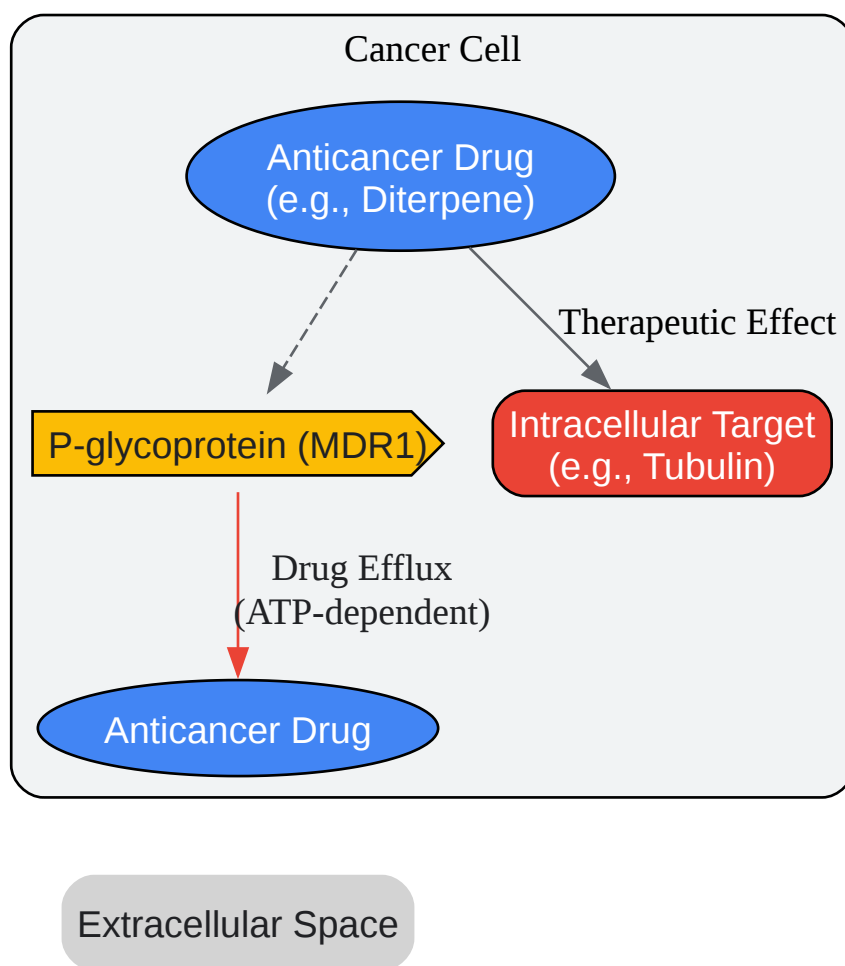 Cancer Cell
Anticancer Drug
(e.g., Diterpene)
Therapeutic Effect
P-glycoprotein (MDR1)
Intracellular Target
(e.g., Tubulin)
Drug Efflux
(ATP-dependent)
Anticancer Drug
Extracellular Space